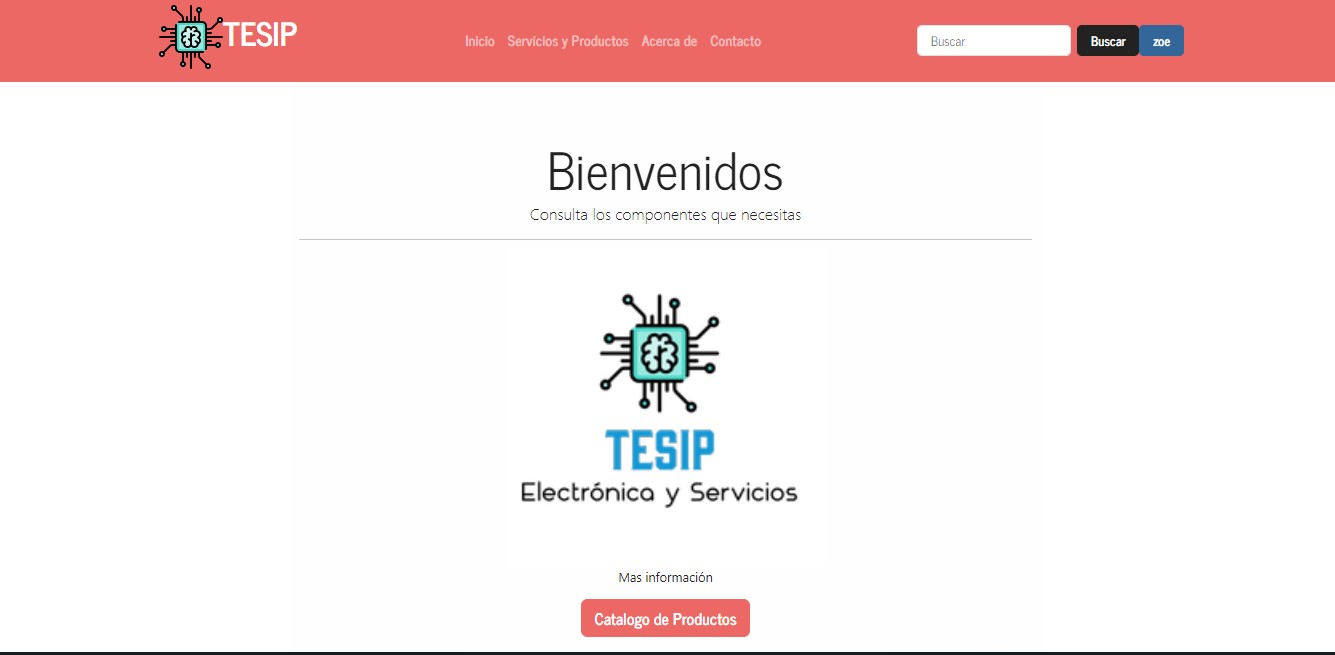 TESIP
Inicio Servicios y Productos Acerca de Contacto
Buscar
Buscar
zoe
Bienvenidos
Consulta los componentes que necesitas
TESIP
Electrónica y Servicios
Mas información
Catalogo de Productos